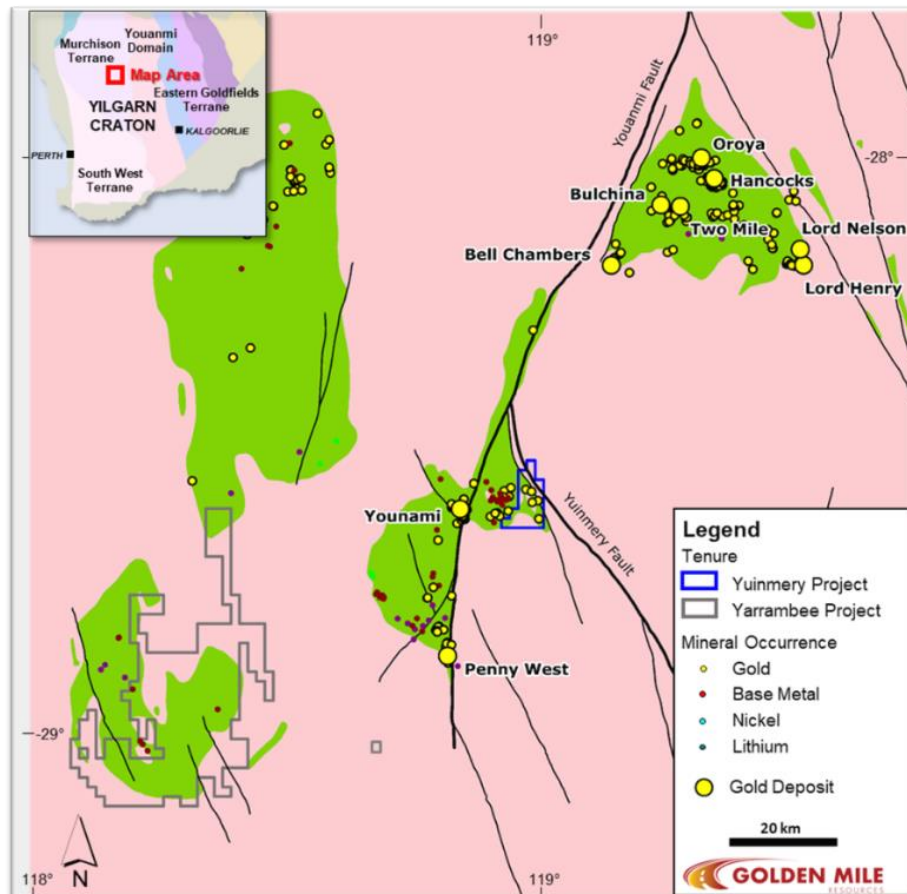 119°
Youanmi
Murchison Domain
Terrane
Map Area
Eastern Goldfields
Terrane
YILGARN
CRATON
KALGOORLIE
PERTH
South West
Terrane
Youanmi Fault
-28°
Oroya
Hancocks
Bulchina
Two Mile
Lord Nelson
Bell Chambers
Lord Henry
Younami
Yuinmery Fault
Penny West
-29°
Legend
Tenure
Yuinmery Project
Yarrambee Project
Mineral Occurrence
Gold
Base Metal
Nickel
Lithium
Gold Deposit
20 km
N
118°
119°
GOLDEN MILE
RESOURCES